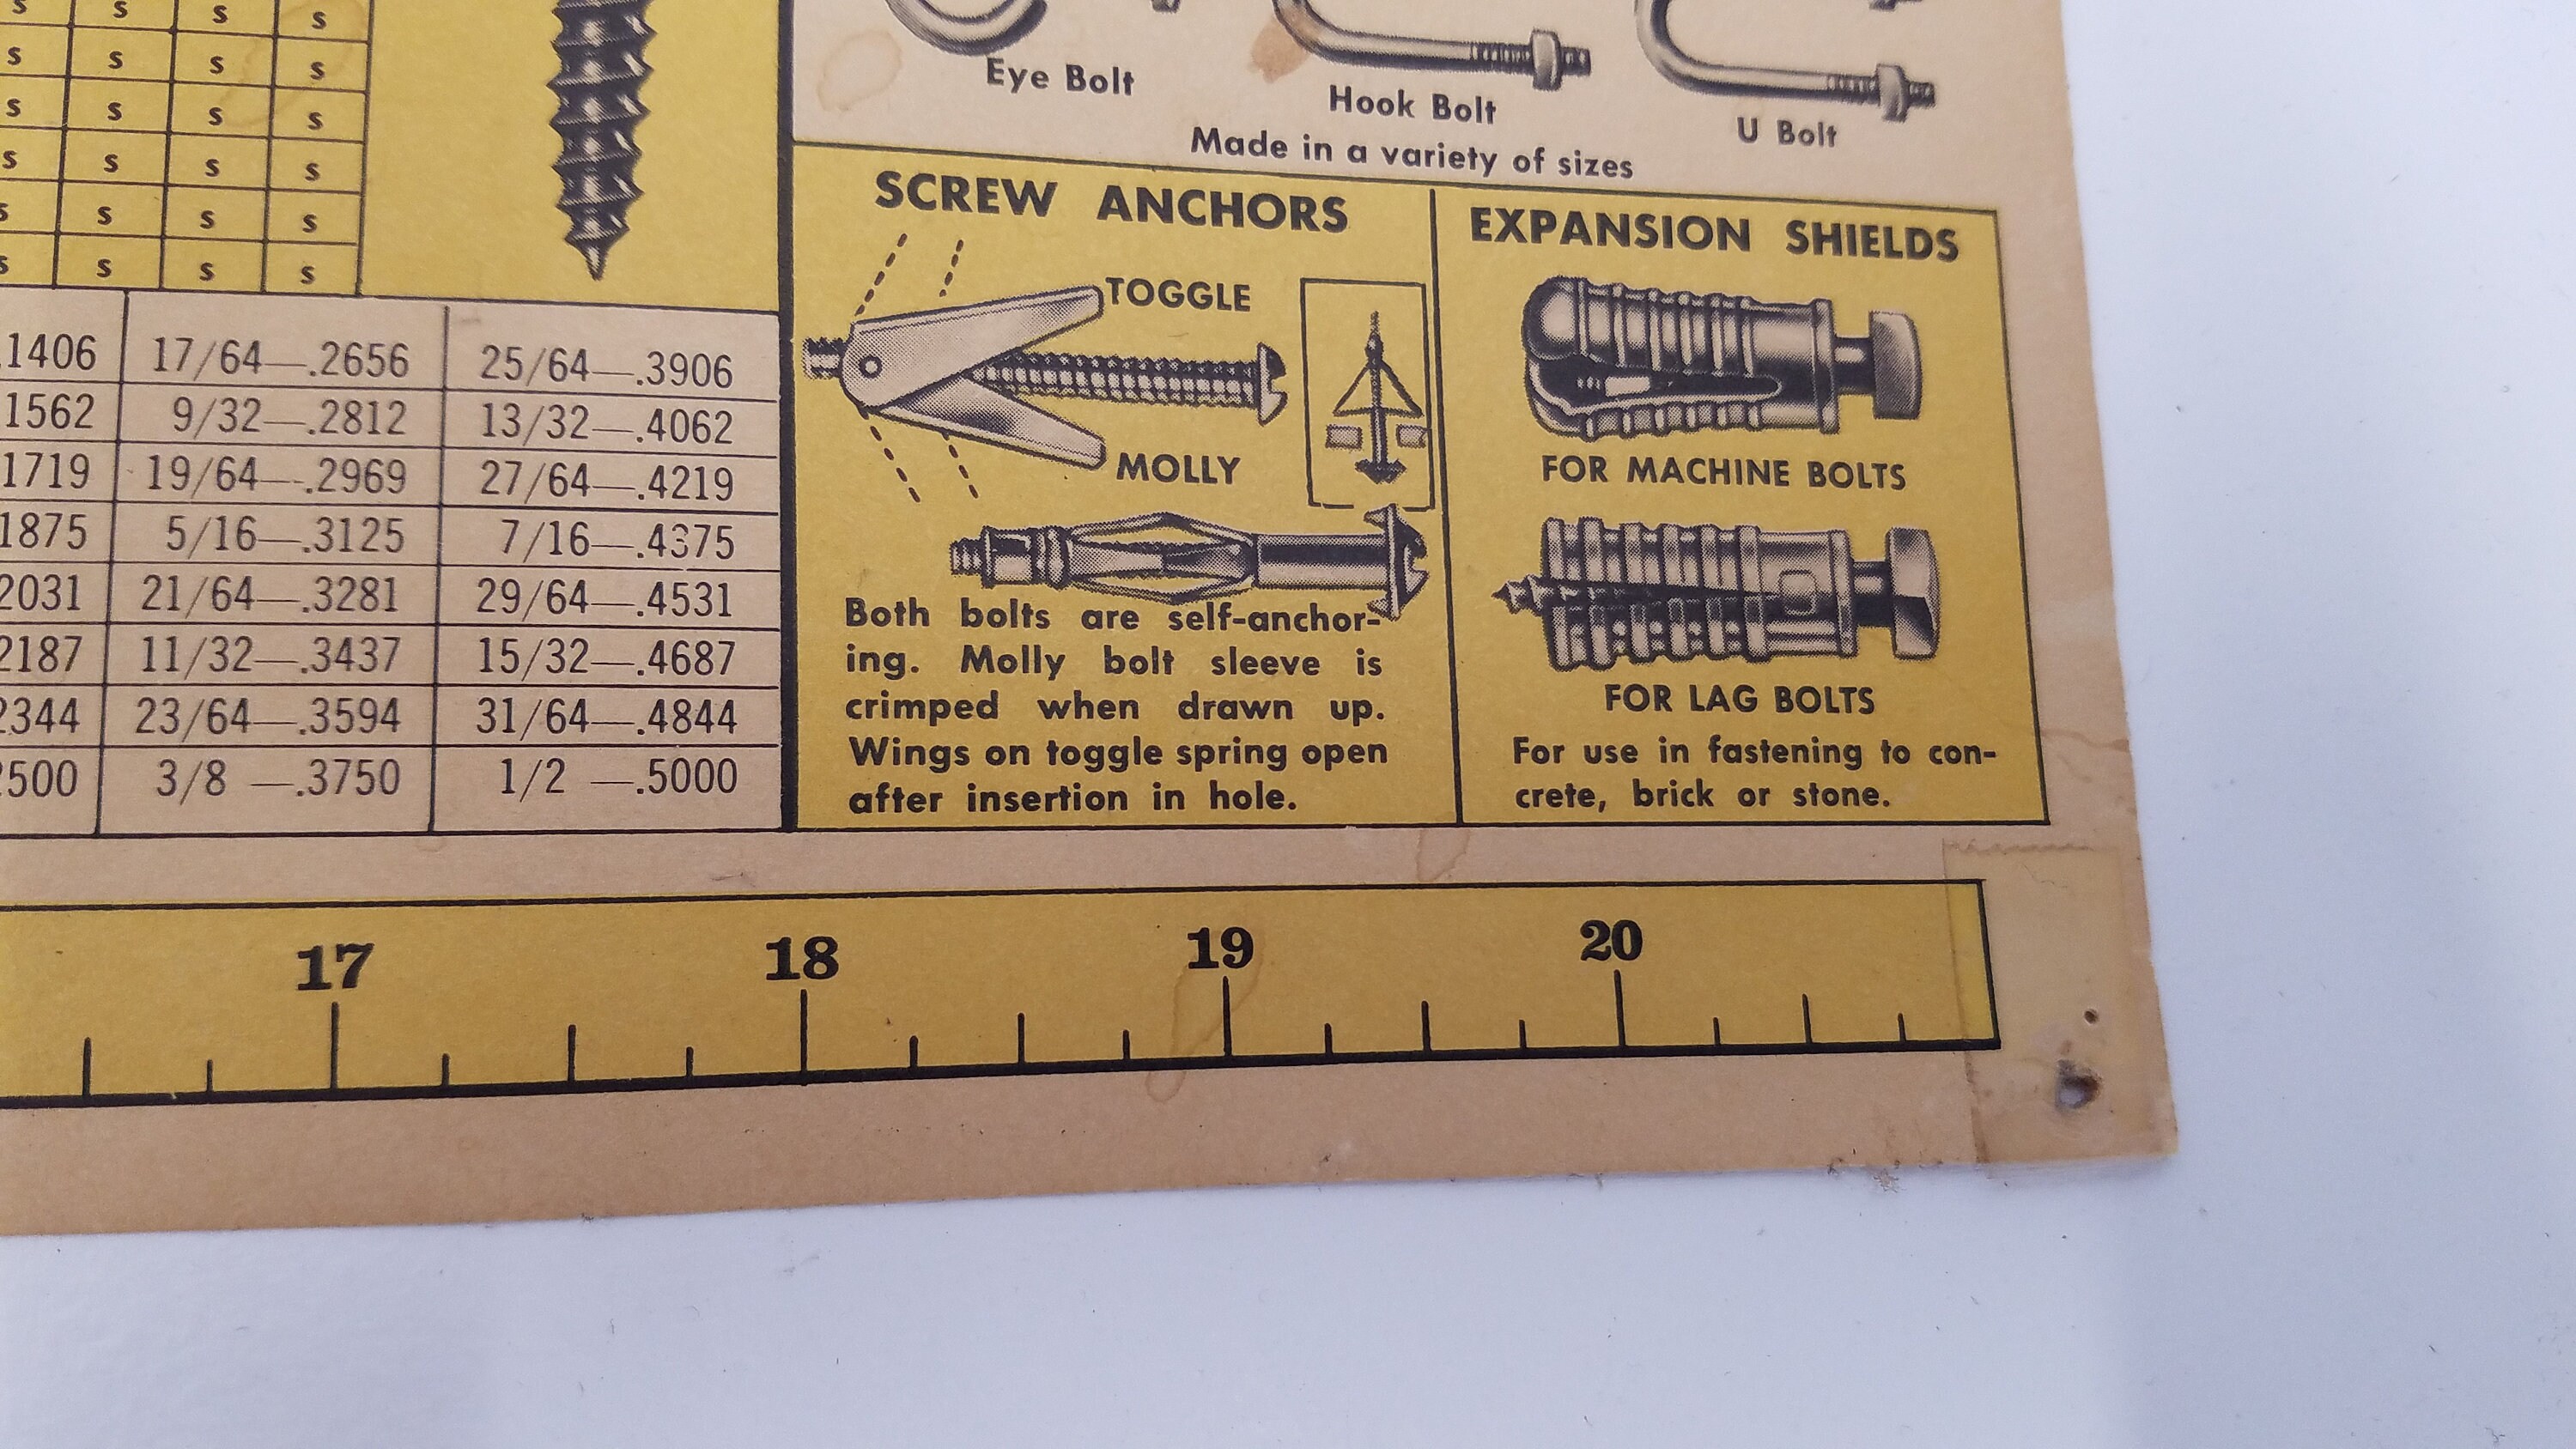 s s s s
s s s s
s s s s
s s s s
s s s s
s s s s
.1406 17/64—.2656 25/64—.3906
1562 9/32—.2812 13/32—.4062
1719 19/64—.2969 27/64—.4219
1875 5/16—.3125 7/16—.4375
2031 21/64—.3281 29/64—.4531
2187 11/32—.3437 15/32—.4687
2344 23/64—.3594 31/64—.4844
2500 3/8 —.3750 1/2 —.5000
Eye Bolt
Hook Bolt
U Bolt
Made in a variety of sizes
SCREW ANCHORS
TOGGLE
MOLLY
Both bolts are self-anchor-
ing. Molly bolt sleeve is
crimped when drawn up.
Wings on toggle spring open
after insertion in hole.
EXPANSION SHIELDS
FOR MACHINE BOLTS
FOR LAG BOLTS
For use in fastening to con-
crete, brick or stone.
17 18 19 20